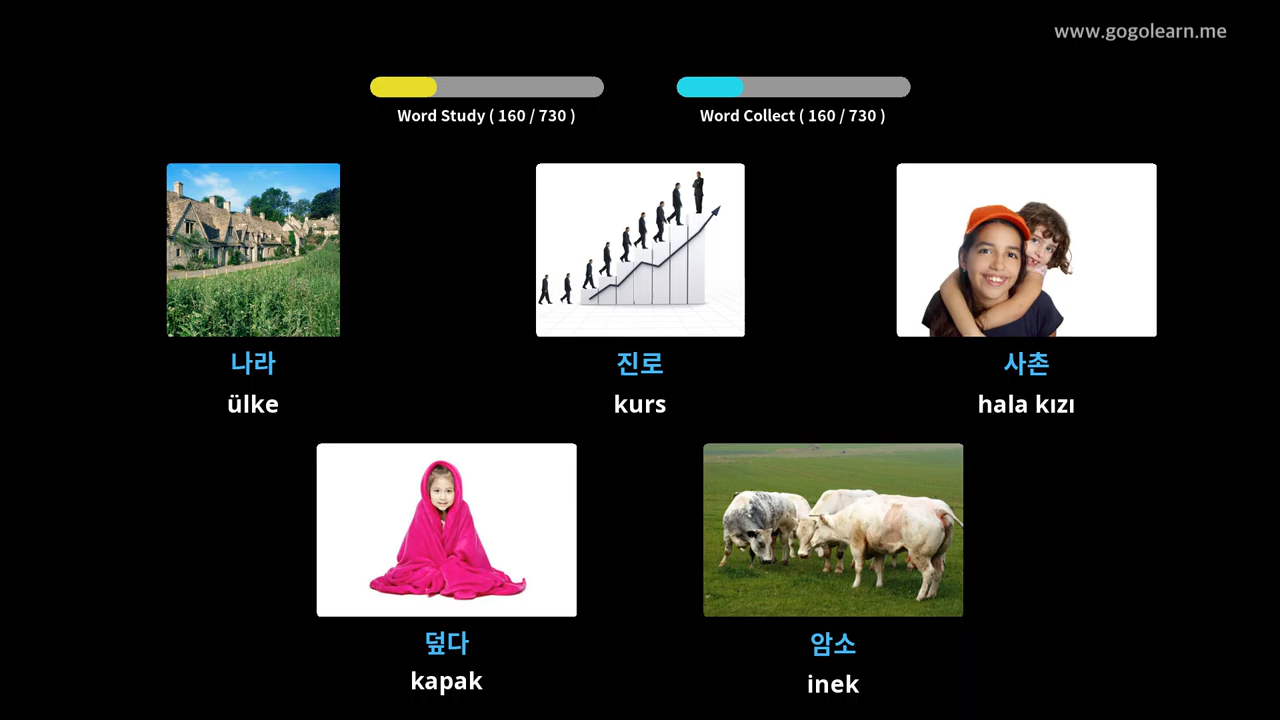 www.gogolearn.me
Word Study ( 160 / 730 )
Word Collect ( 160 / 730 )
나라
ülke
진로
kurs
사촌
hala kızı
덮다
kapak
암소
inek